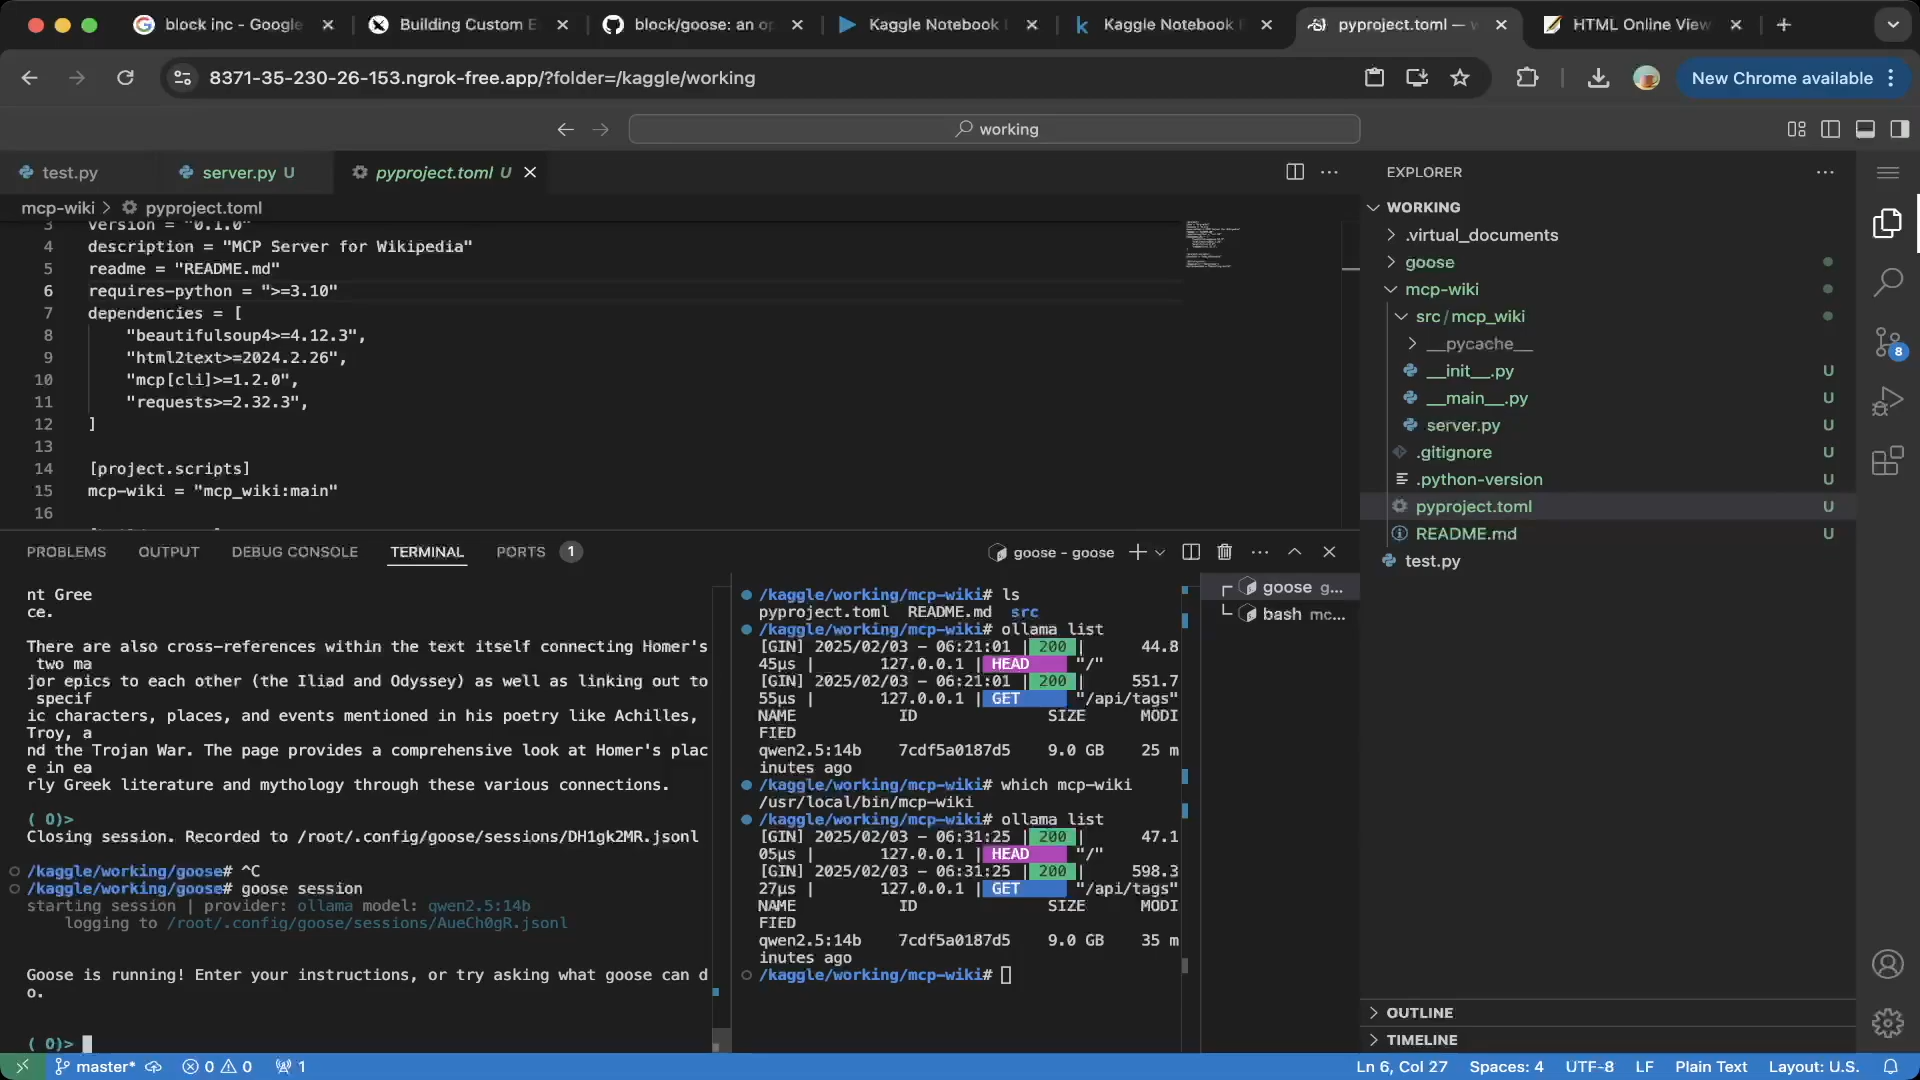 block inc - Google
Building Custom E
block/goose: an op
Kaggle Notebook
Kaggle Notebook
pyproject.toml —
HTML Online View
8371-35-230-26-153.ngrok-free.app/?folder=/kaggle/working
New Chrome available
working
test.py
server.py U
pyproject.toml U
EXPLORER
mcp-wiki > pyproject.toml
3 version = "0.1.0"
4 description = "MCP Server for Wikipedia"
5 readme = "README.md"
6 requires-python = ">=3.10"
7 dependencies = [
8 "beautifulsoup4>=4.12.3",
9 "html2text>=2024.2.26",
10 "mcp[cli]>=1.2.0",
11 "requests>=2.32.3",
12 ]
13
14 [project.scripts]
15 mcp-wiki = "mcp_wiki:main"
16
WORKING
.virtual_documents
goose
mcp-wiki
src/mcp_wiki
__pycache__
__init__.py U
__main__.py U
server.py U
.gitignore U
.python-version U
pyproject.toml U
README.md U
test.py
OUTLINE
TIMELINE
8
PROBLEMS
OUTPUT
DEBUG CONSOLE
TERMINAL
PORTS 1
goose - goose
nt Gree
ce.
There are also cross-references within the text itself connecting Homer's
two ma
jor epics to each other (the Iliad and Odyssey) as well as linking out to
specif
ic characters, places, and events mentioned in his poetry like Achilles,
Troy, a
nd the Trojan War. The page provides a comprehensive look at Homer's plac
e in ea
rly Greek literature and mythology through these various connections.
( O)>
Closing session. Recorded to /root/.config/goose/sessions/DH1gk2MR.jsonl
/kaggle/working/goose# ^C
/kaggle/working/goose# goose session
starting session | provider: ollama model: qwen2.5:14b
logging to /root/.config/goose/sessions/AueCh0gR.jsonl
Goose is running! Enter your instructions, or try asking what goose can d
o.
( O)>
/kaggle/working/mcp-wiki# ls
pyproject.toml README.md src
/kaggle/working/mcp-wiki# ollama list
[GIN] 2025/02/03 - 06:21:01 | 200 | 44.8
45µs | 127.0.0.1 | HEAD "/"
[GIN] 2025/02/03 - 06:21:01 | 200 | 551.7
55µs | 127.0.0.1 | GET "/api/tags"
NAME ID SIZE MODI
FIED
qwen2.5:14b 7cdf5a0187d5 9.0 GB 25 m
inutes ago
/kaggle/working/mcp-wiki# which mcp-wiki
/usr/local/bin/mcp-wiki
/kaggle/working/mcp-wiki# ollama list
[GIN] 2025/02/03 - 06:31:25 | 200 | 47.1
05µs | 127.0.0.1 | HEAD "/"
[GIN] 2025/02/03 - 06:31:25 | 200 | 598.3
27µs | 127.0.0.1 | GET "/api/tags"
NAME ID SIZE MODI
FIED
qwen2.5:14b 7cdf5a0187d5 9.0 GB 35 m
inutes ago
/kaggle/working/mcp-wiki#
goose g...
bash mc...
master*
0 0
1
Ln 6, Col 27
Spaces: 4
UTF-8
LF
Plain Text
Layout: U.S.